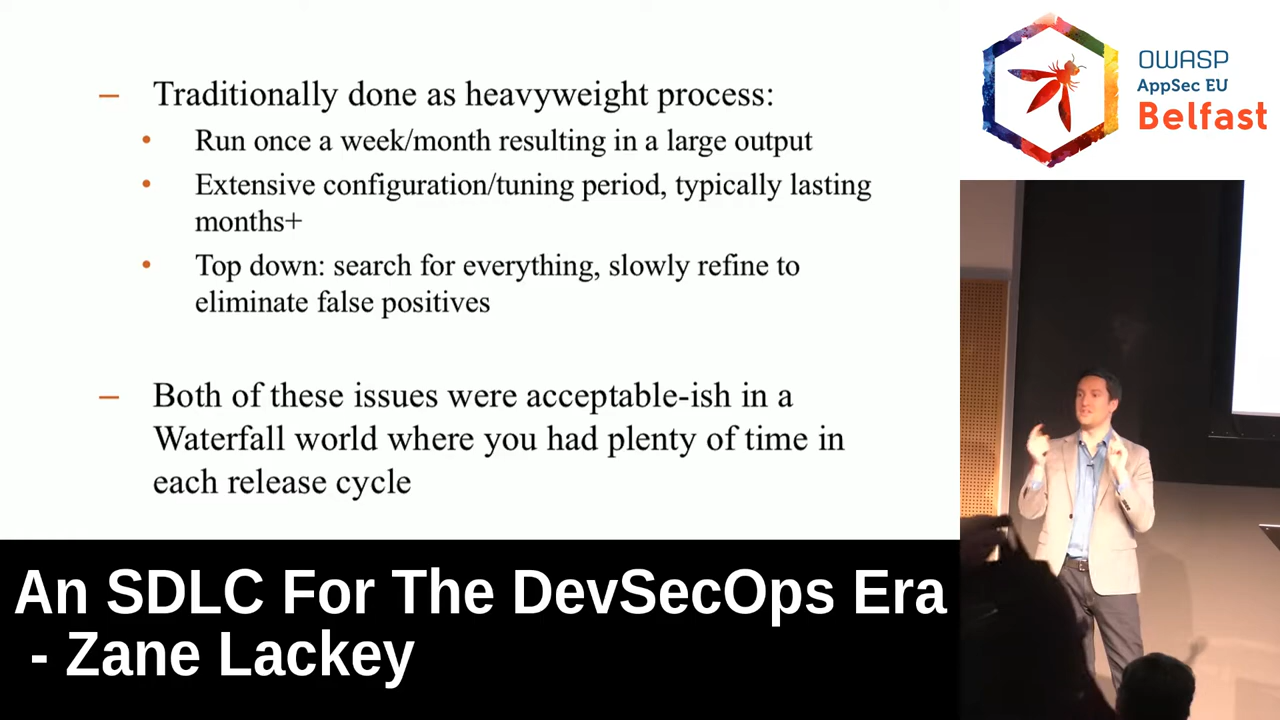 – Traditionally done as heavyweight process:
• Run once a week/month resulting in a large output
• Extensive configuration/tuning period, typically lasting
months+
• Top down: search for everything, slowly refine to
eliminate false positives
– Both of these issues were acceptable-ish in a
Waterfall world where you had plenty of time in
each release cycle
OWASP
AppSec EU
Belfast
An SDLC For The DevSecOps Era
- Zane Lackey